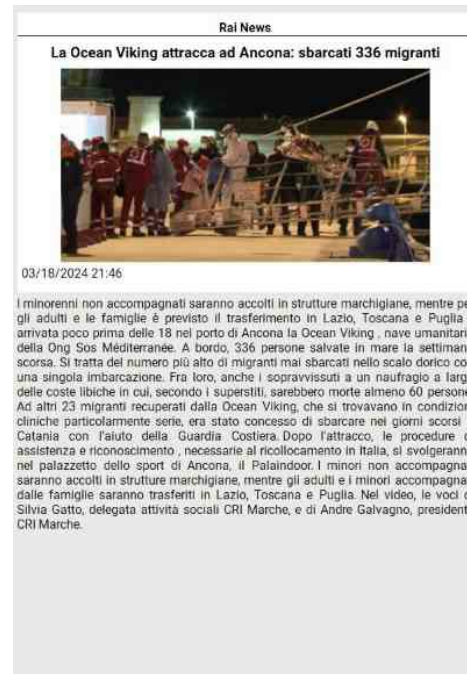 Rai News
La Ocean Viking attracca ad Ancona: sbarcati 336 migranti
03/18/2024 21:46
I minorenni non accompagnati saranno accolti in strutture marchigiane, mentre pe
gli adulti e le famiglie è previsto il trasferimento in Lazio, Toscana e Puglia
arrivata poco prima delle 18 nel porto di Ancona la Ocean Viking , nave umanitari
della Ong Sos Méditerranée. A bordo, 336 persone salvate in mare la settiman
scorsa. Si tratta del numero più alto di migranti mai sbarcati nello scalo dorico co
una singola imbarcazione. Fra loro, anche i sopravvissuti a un naufragio a larg
delle coste libiche in cui, secondo i superstiti, sarebbero morte almeno 60 persone
Ad altri 23 migranti recuperati dalla Ocean Viking, che si trovavano in condizion
cliniche particolarmente serie, era stato concesso di sbarcare nei giorni scorsi
Catania con l'aiuto della Guardia Costiera. Dopo l'attracco, le procedure d
assistenza e riconoscimento , necessarie al ricollocamento in Italia, si svolgerann
nel palazzetto dello sport di Ancona, il Palaindoor. I minori non accompagna
saranno accolti in strutture marchigiane, mentre gli adulti e i minori accompagna
dalle famiglie saranno trasferiti in Lazio, Toscana e Puglia. Nel video, le voci d
Silvia Gatto, delegata attività sociali CRI Marche, e di Andre Galvagno, president
CRI Marche.